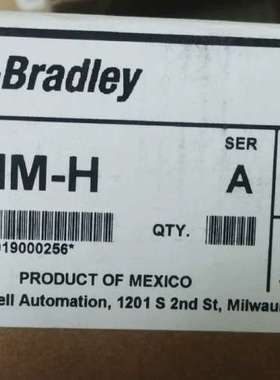 -Bradley
SER
IM-H
A
QTY.
019000256*
PRODUCT OF MEXICO
ell Automation, 1201 S 2nd St, Milwau